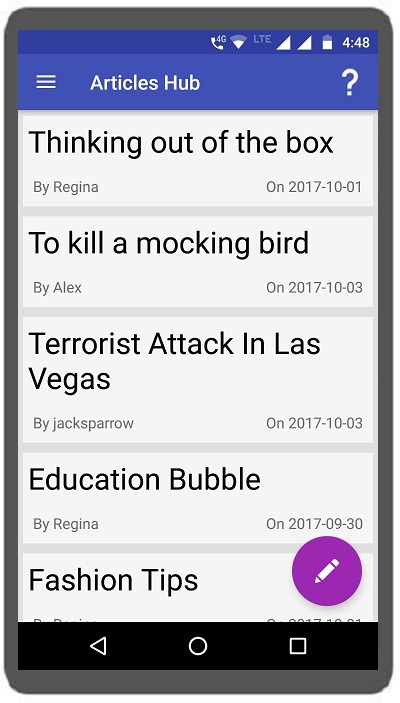 4G LTE 4:48
Articles Hub ?
Thinking out of the box
By Regina On 2017-10-01
To kill a mocking bird
By Alex On 2017-10-03
Terrorist Attack In Las
Vegas
By jacksparrow On 2017-10-03
Education Bubble
By Regina On 2017-09-30
Fashion Tips